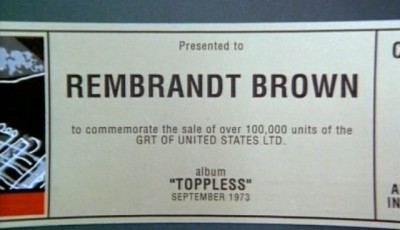 Presented to
REMBRANDT BROWN
to commemorate the sale of over 100,000 units of the
GRT OF UNITED STATES LTD.
album
"TOPPLESS"
SEPTEMBER 1973